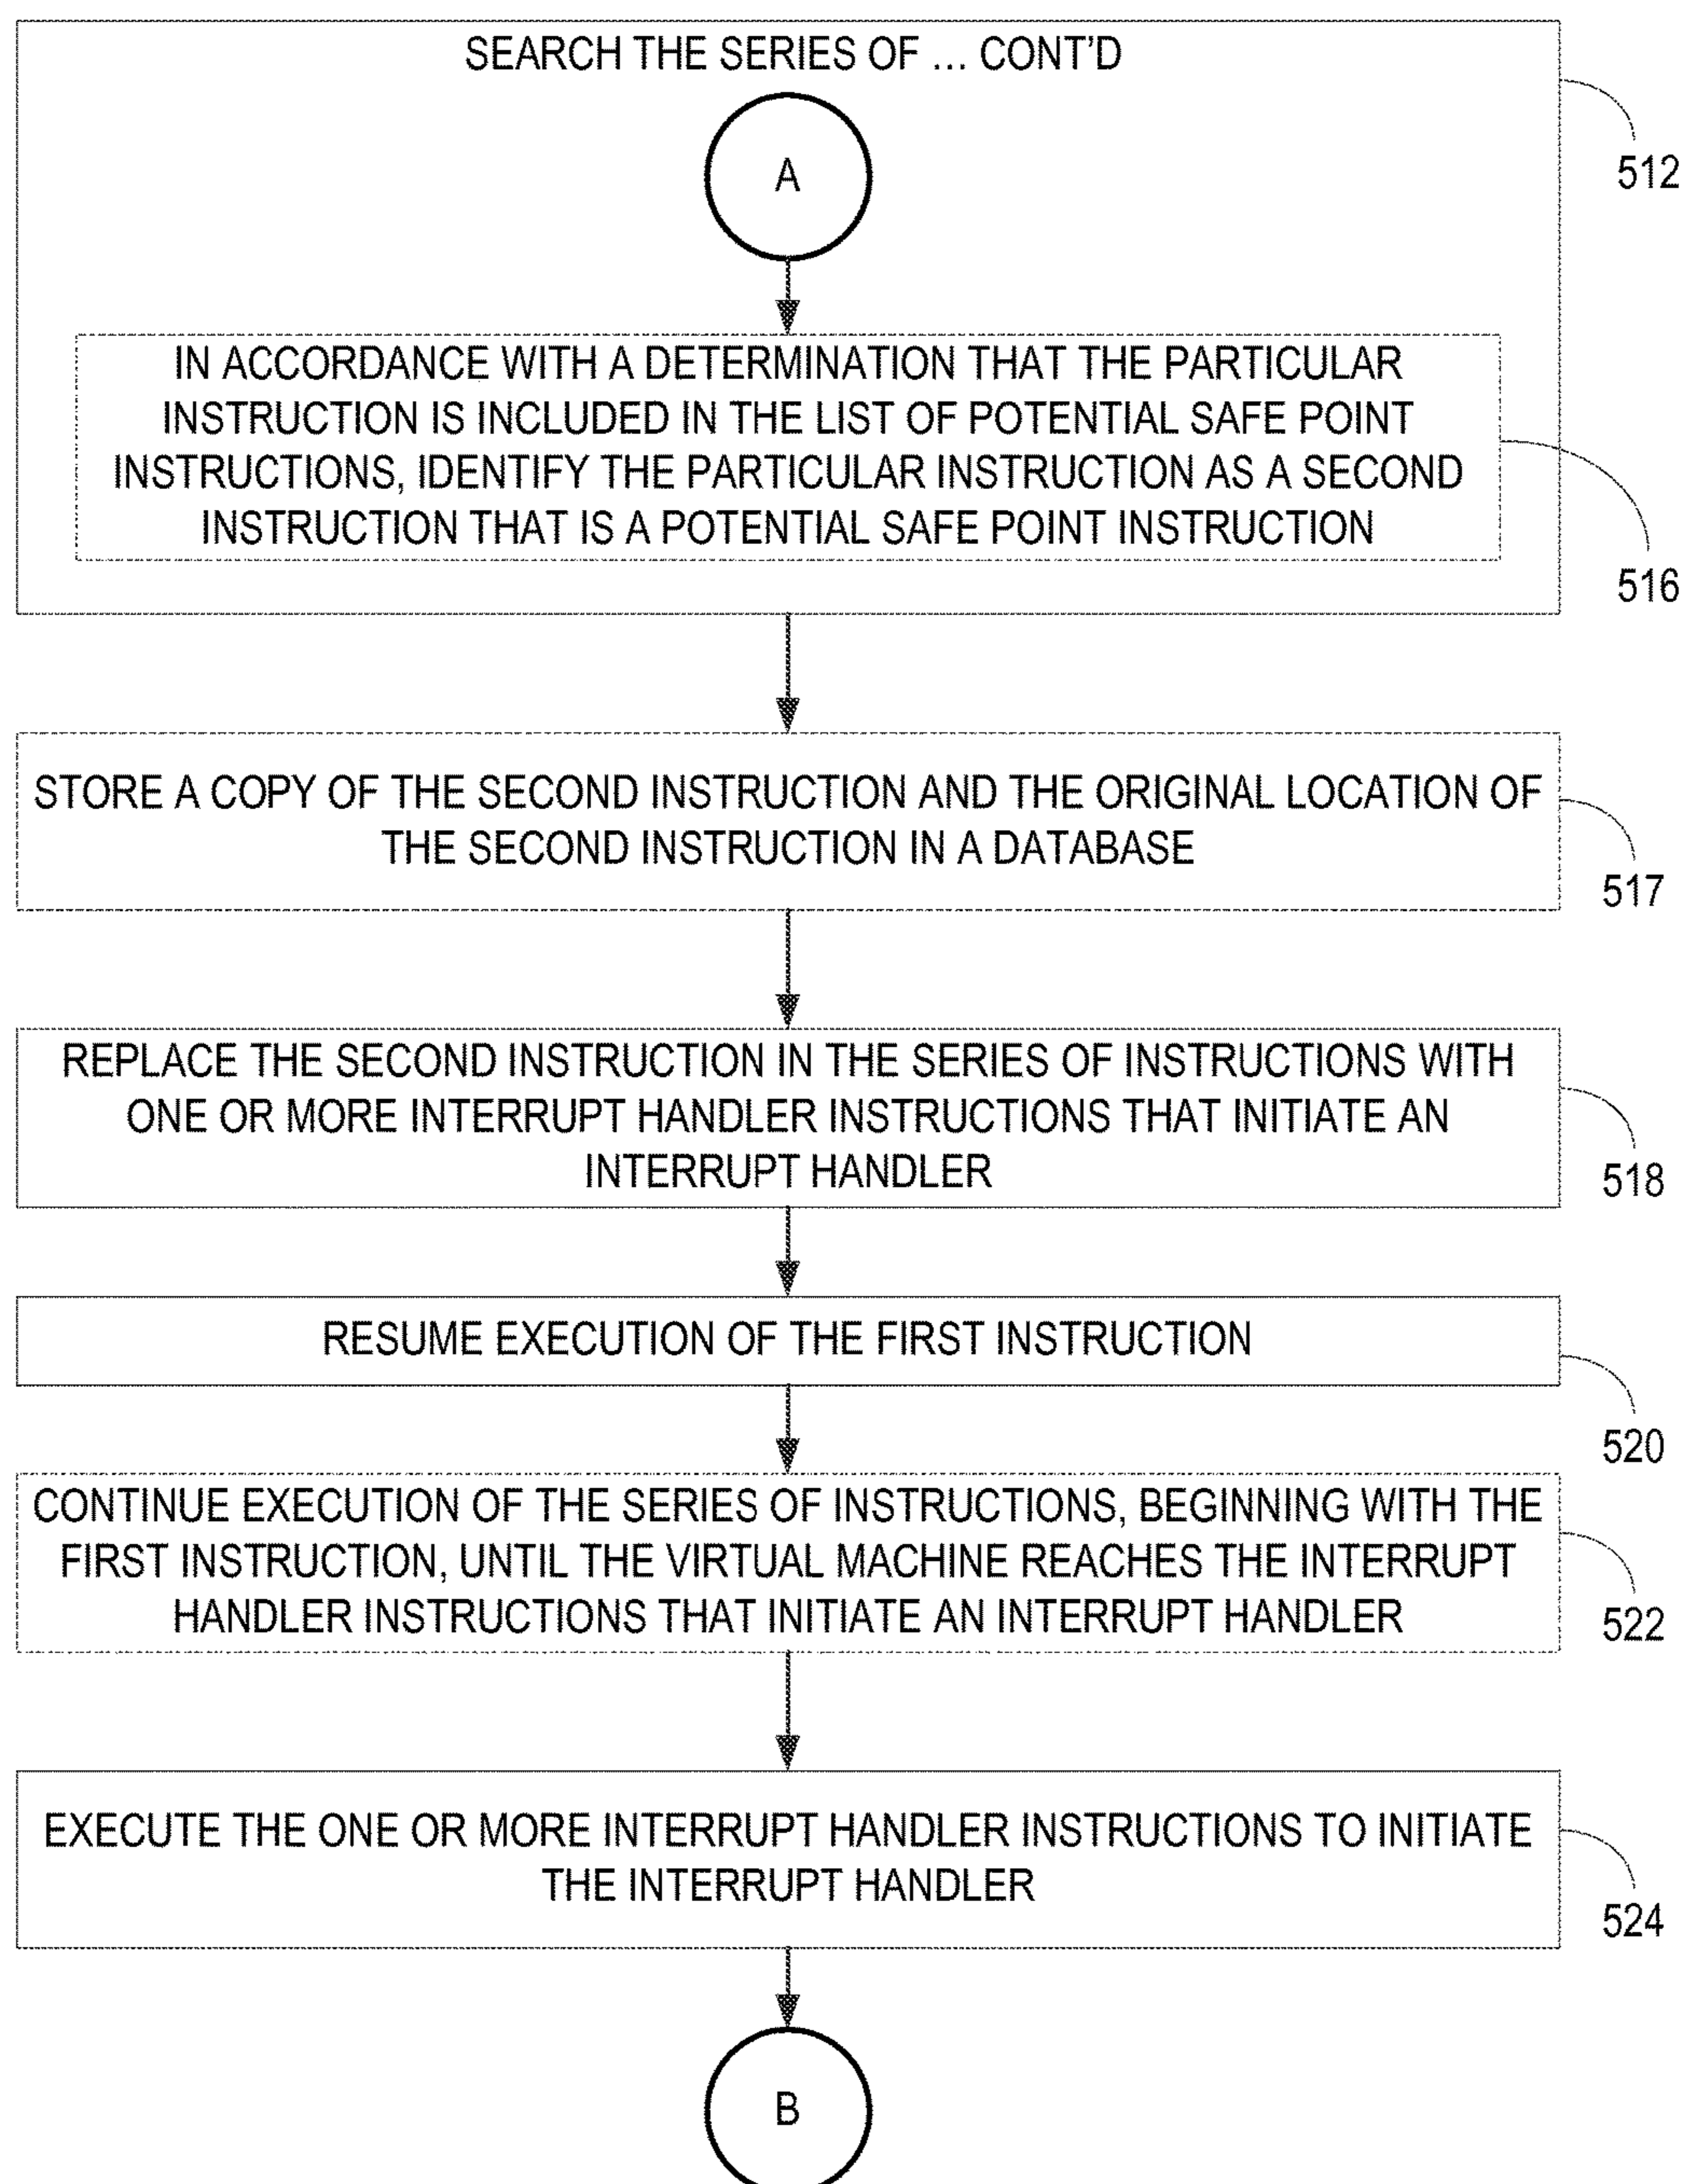 SEARCH THE SERIES OF ... CONT'D
A
512
IN ACCORDANCE WITH A DETERMINATION THAT THE PARTICULAR
INSTRUCTION IS INCLUDED IN THE LIST OF POTENTIAL SAFE POINT
INSTRUCTIONS, IDENTIFY THE PARTICULAR INSTRUCTION AS A SECOND
INSTRUCTION THAT IS A POTENTIAL SAFE POINT INSTRUCTION
516
STORE A COPY OF THE SECOND INSTRUCTION AND THE ORIGINAL LOCATION OF
THE SECOND INSTRUCTION IN A DATABASE
517
REPLACE THE SECOND INSTRUCTION IN THE SERIES OF INSTRUCTIONS WITH
ONE OR MORE INTERRUPT HANDLER INSTRUCTIONS THAT INITIATE AN
INTERRUPT HANDLER
518
RESUME EXECUTION OF THE FIRST INSTRUCTION
520
CONTINUE EXECUTION OF THE SERIES OF INSTRUCTIONS, BEGINNING WITH THE
FIRST INSTRUCTION, UNTIL THE VIRTUAL MACHINE REACHES THE INTERRUPT
HANDLER INSTRUCTIONS THAT INITIATE AN INTERRUPT HANDLER
522
EXECUTE THE ONE OR MORE INTERRUPT HANDLER INSTRUCTIONS TO INITIATE
THE INTERRUPT HANDLER
524
B